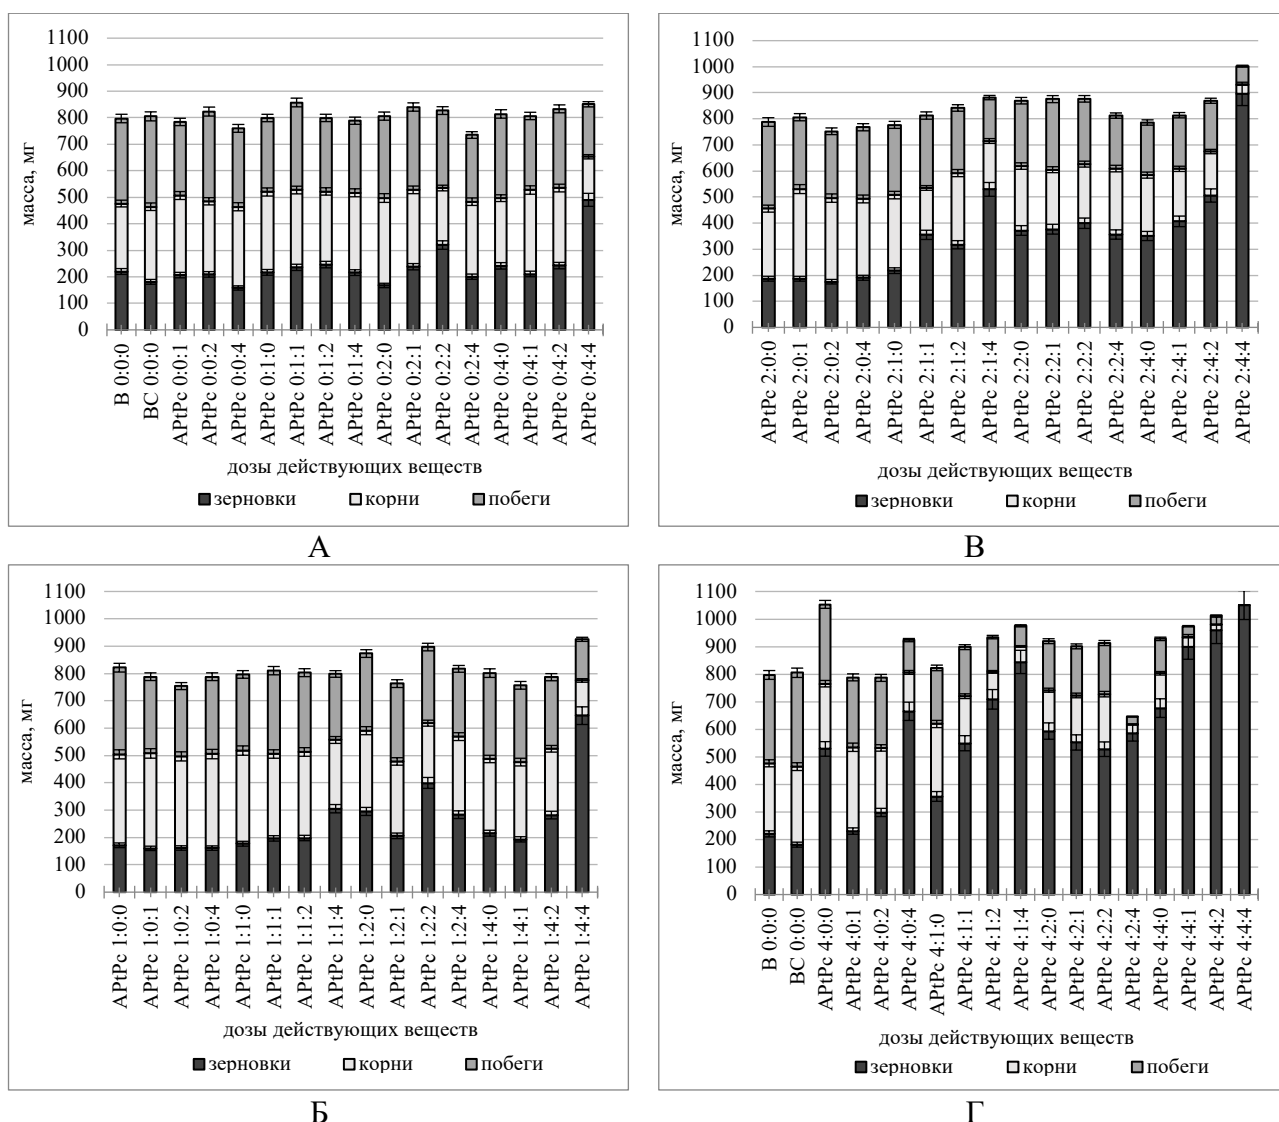 1100
1000
900
800
700
600
500
400
300
200
100
0
масса, мг
В 0:0:0
ВС 0:0:0
APtPc 0:0:1
APtPc 0:0:2
APtPc 0:0:4
APtPc 0:1:0
APtPc 0:1:1
APtPc 0:1:2
APtPc 0:1:4
APtPc 0:2:0
APtPc 0:2:1
APtPc 0:2:2
APtPc 0:2:4
APtPc 0:4:0
APtPc 0:4:1
APtPc 0:4:2
APtPc 0:4:4
дозы действующих веществ
зерновки корни побеги
А
1100
1000
900
800
700
600
500
400
300
200
100
0
масса, мг
APtPc 2:0:0
APtPc 2:0:1
APtPc 2:0:2
APtPc 2:0:4
APtPc 2:11:0
APtPc 2:11:1
APtPc 2:11:2
APtPc 2:1:4
APtPc 2:2:0
APtPc 2:2:1
APtPc 2:2:2
APtPc 2:2:4
APtPc 2:4:0
APtPc 2:4:1
APtPc 2:4:2
APtPc 2:4:4
дозы действующих веществ
зерновки корни побеги
В
1100
1000
900
800
700
600
500
400
300
200
100
0
масса, мг
APtPc 1:0:0
APtPc 1:0:1
APtPc 1:0:2
APtPc 1:0:4
APtPc 1:1:0
APtPc 1:1:1
APtPc 1:1:2
APtPc 1:1:4
APtPc 1:2:0
APtPc 1:2:1
APtPc 1:2:2
APtPc 1:2:4
APtPc 1:4:0
APtPc 1:4:1
APtPc 1:4:2
APtPc 1:4:4
дозы действующих веществ
зерновки корни побеги
Б
1100
1000
900
800
700
600
500
400
300
200
100
0
масса, мг
В 0:0:0
ВС 0:0:0
APtPc 4:0:0
APtPc 4:0:1
APtPc 4:0:2
APtPc 4:0:4
APtPc 4:1:0
APtPc 4:1:1
APtPc 4:1:2
APtPc 4:1:4
APtPc 4:2:0
APtPc 4:2:1
APtPc 4:2:2
APtPc 4:2:4
APtPc 4:4:0
APtPc 4:4:1
APtPc 4:4:2
APtPc 4:4:4
дозы действующих веществ
зерновки корни побеги
Г